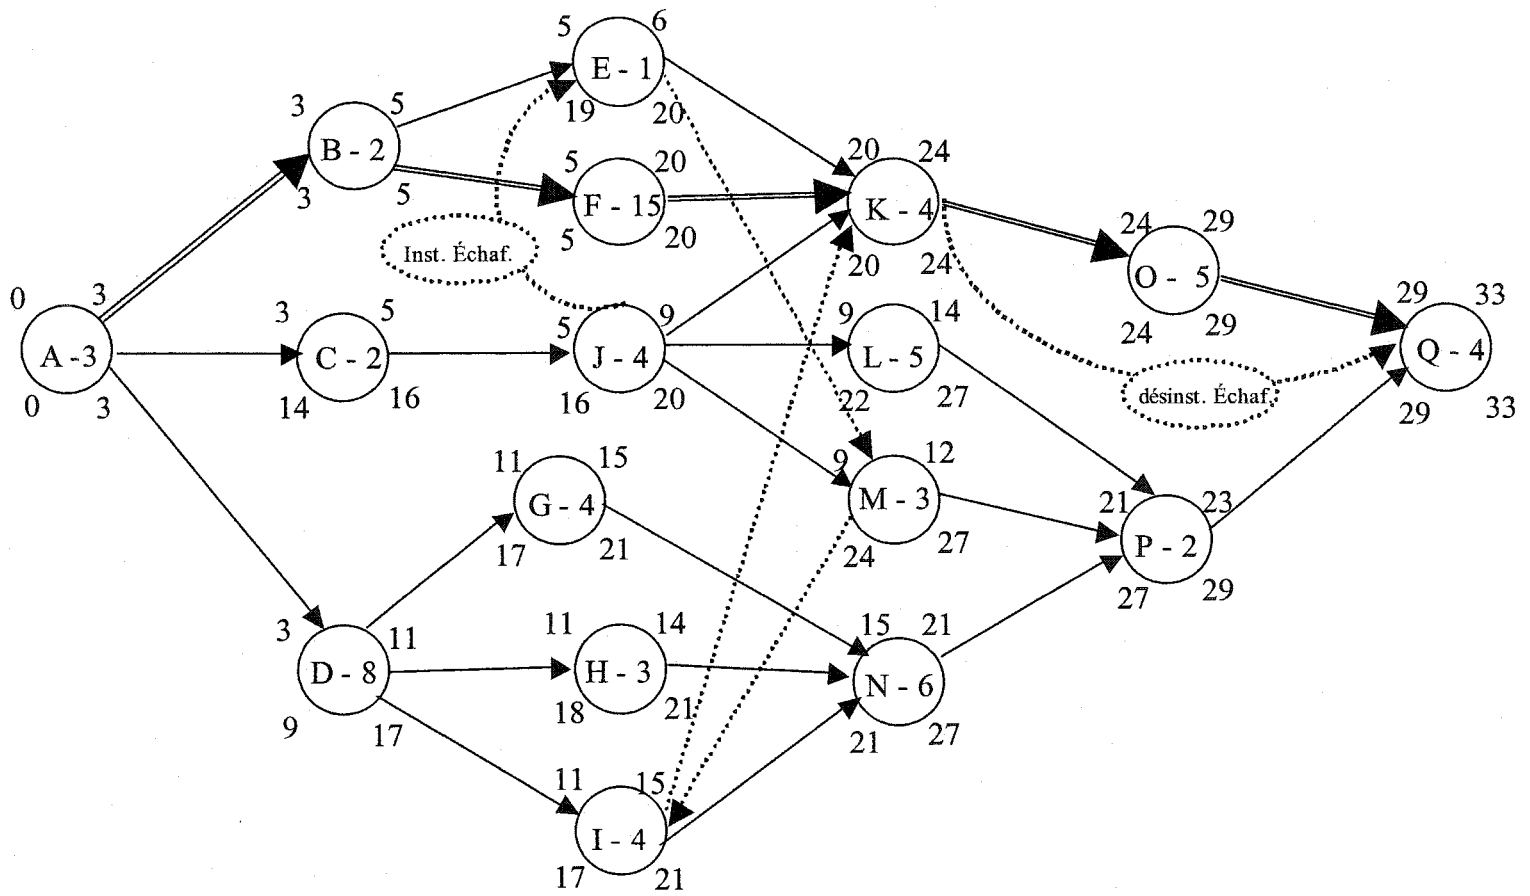 5 6
E - 1
19 20
3 5
B - 2
3 5
5 20
F - 15
5 20
20 24
K - 4
20 24
Inst. Échaf.
24 29
O - 5
24 29
0 3
A -3
0 3
3 5
C - 2
14 16
5 9
J - 4
16 20
9 14
L - 5
22 27
29 33
Q - 4
29 33
désinst. Échaf.
11 15
G - 4
17 21
9 12
M - 3
24 27
21 23
P - 2
27 29
3 11
D - 8
9 17
11 14
H - 3
18 21
15 21
N - 6
21 27
11 15
I - 4
17 21